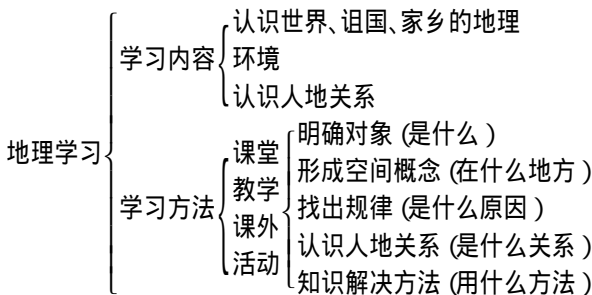 认识世界、诅国、家乡的地理
学习内容 环境
认识人地关系
地理学习
明确对象（是什么）
课堂 形成空间概念（在什么地方）
教学
学习方法 找出规律（是什么原因）
课外
认识人地关系（是什么关系）
活动
知识解决方法（用什么方法）